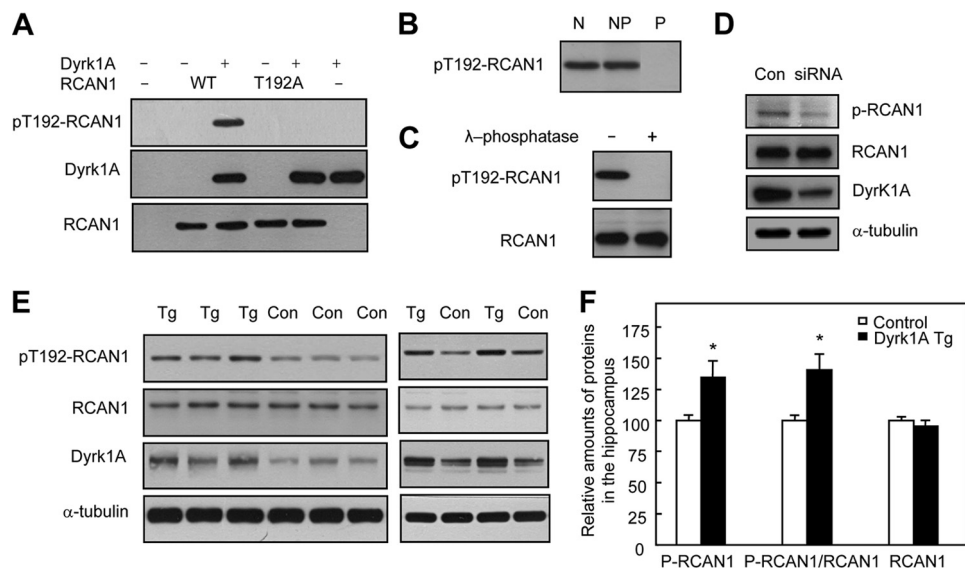 A
Dyrk1A – – + – + +
RCAN1 – WT T192A –
pT192-RCAN1
Dyrk1A
RCAN1
B
N NP P
pT192-RCAN1
C
λ–phosphatase – +
pT192-RCAN1
RCAN1
D
Con siRNA
p-RCAN1
RCAN1
DyrK1A
α-tubulin
E
Tg Tg Tg Con Con Con Tg Con Tg Con
pT192-RCAN1
RCAN1
Dyrk1A
α-tubulin
F
Relative amounts of proteins
in the hippocampus
175
150
125
100
75
50
25
0
Control
Dyrk1A Tg
* *
P-RCAN1 P-RCAN1/RCAN1 RCAN1